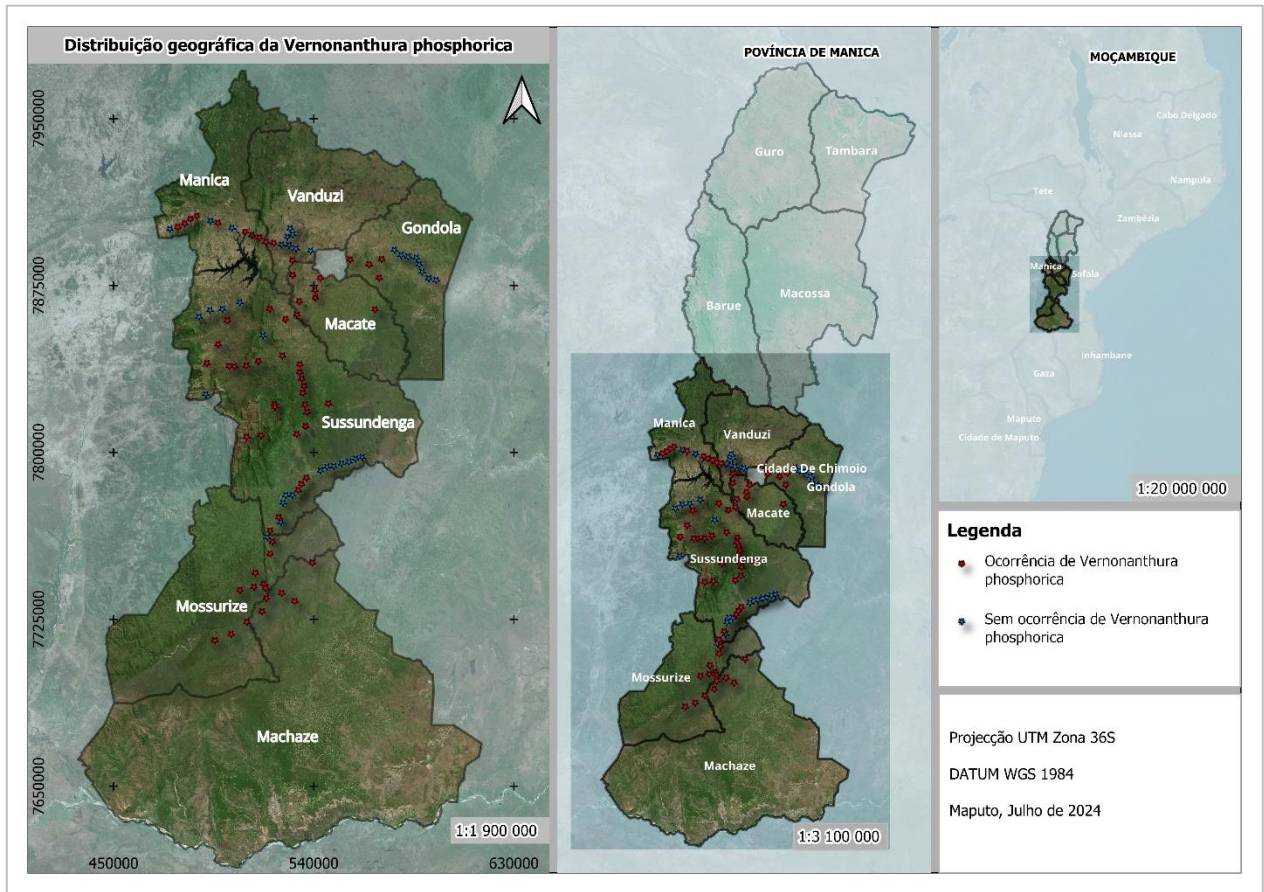 Distribuição geográfica da Vernonanthura phosphorica
7950000
7875000
7800000
7725000
7650000
450000
540000
630000
Manica
Vanduzi
Gondola
Macate
Sussundenga
Mossurize
Machaze
1:1 900 000
POVÍNCIA DE MANICA
Guro
Tambara
Barue
Macossa
Manica
Vanduzi
Cidade De Chimoio
Gondola
Macate
Sussundenga
Mossurize
Machaze
1:3 100 000
MOÇAMBIQUE
Cabo Delgado
Niassa
Nampula
Tete
Zambézia
Manica
Sofala
Inhambane
Gaza
Maputo
Cidade de Maputo
1:20 000 000
Legenda
Ocorrência de Vernonanthura
phosphorica
Sem ocorrência de Vernonanthura
phosphorica
Projecção UTM Zona 36S
DATUM WGS 1984
Maputo, Julho de 2024